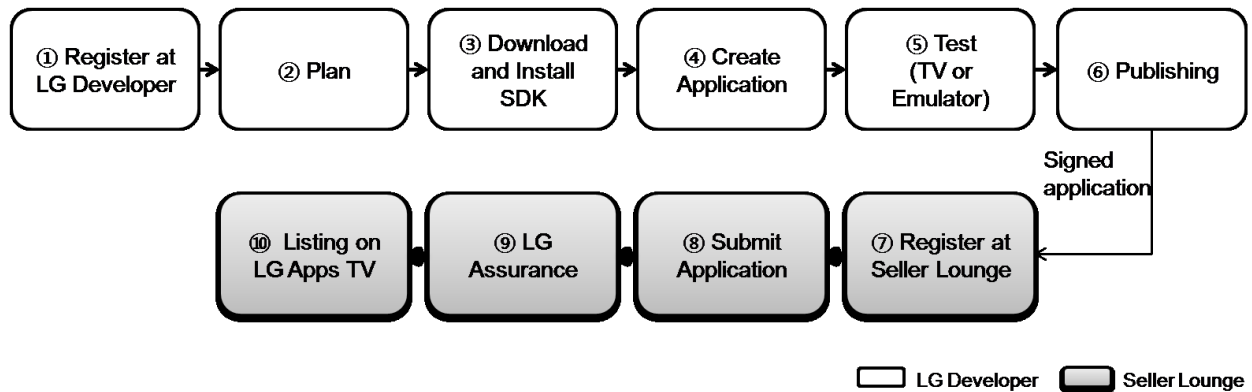 ① Register at
LG Developer
② Plan
③ Download
and Install
SDK
④ Create
Application
⑤ Test
(TV or
Emulator)
⑥ Publishing
Signed
application
⑦ Register at
Seller Lounge
⑧ Submit
Application
⑨ LG
Assurance
⑩ Listing on
LG Apps TV
LG Developer
Seller Lounge